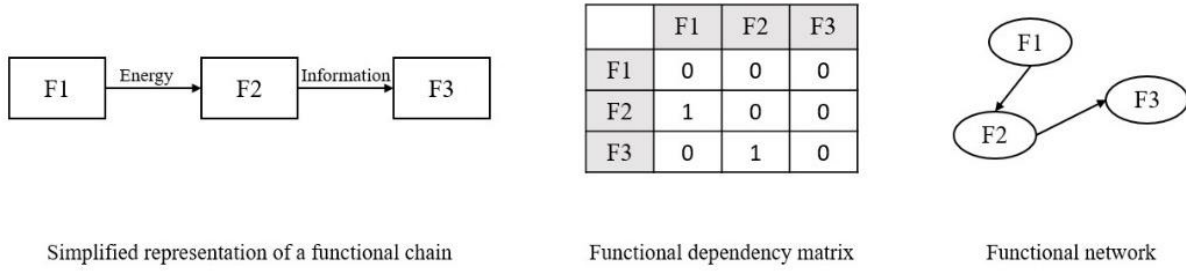 F1 Energy F2 Information F3
F1 F2 F3
F1 0 0 0
F2 1 0 0
F3 0 1 0
F1
F2
F3
Simplified representation of a functional chain
Functional dependency matrix
Functional network